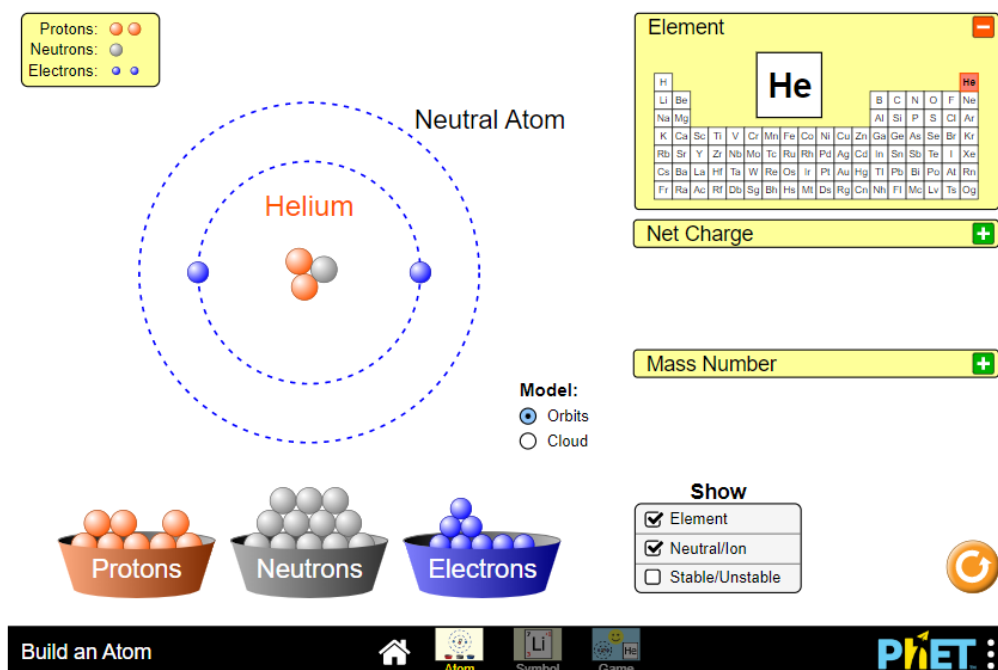 Protons:
Neutrons:
Electrons:
Neutral Atom
Helium
Element
He
H He
Li Be B C N O F Ne
Na Mg Al Si P S Cl Ar
K Ca Sc Ti V Cr Mn Fe Co Ni Cu Zn Ga Ge As Se Br Kr
Rb Sr Y Zr Nb Mo Tc Ru Rh Pd Ag Cd In Sn Sb Te I Xe
Cs Ba La Hf Ta W Re Os Ir Pt Au Hg Tl Pb Bi Po At Rn
Fr Ra Ac Rf Db Sg Bh Hs Mt Ds Rg Cn Nh Fl Mc Lv Ts Og
Net Charge
Mass Number
Model:
Orbits
Cloud
Protons
Neutrons
Electrons
Show
Element
Neutral/Ion
Stable/Unstable
Build an Atom
Atom
Li
Symbol
He
Game
PhET